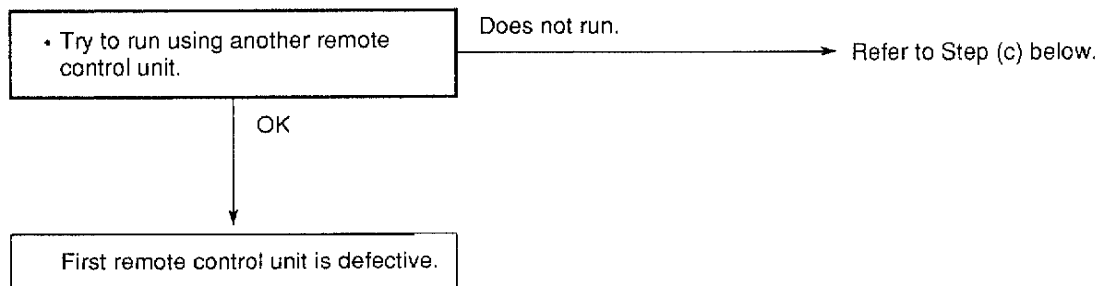 • Try to run using another remote
control unit.
Does not run.
Refer to Step (c) below.
OK
First remote control unit is defective.